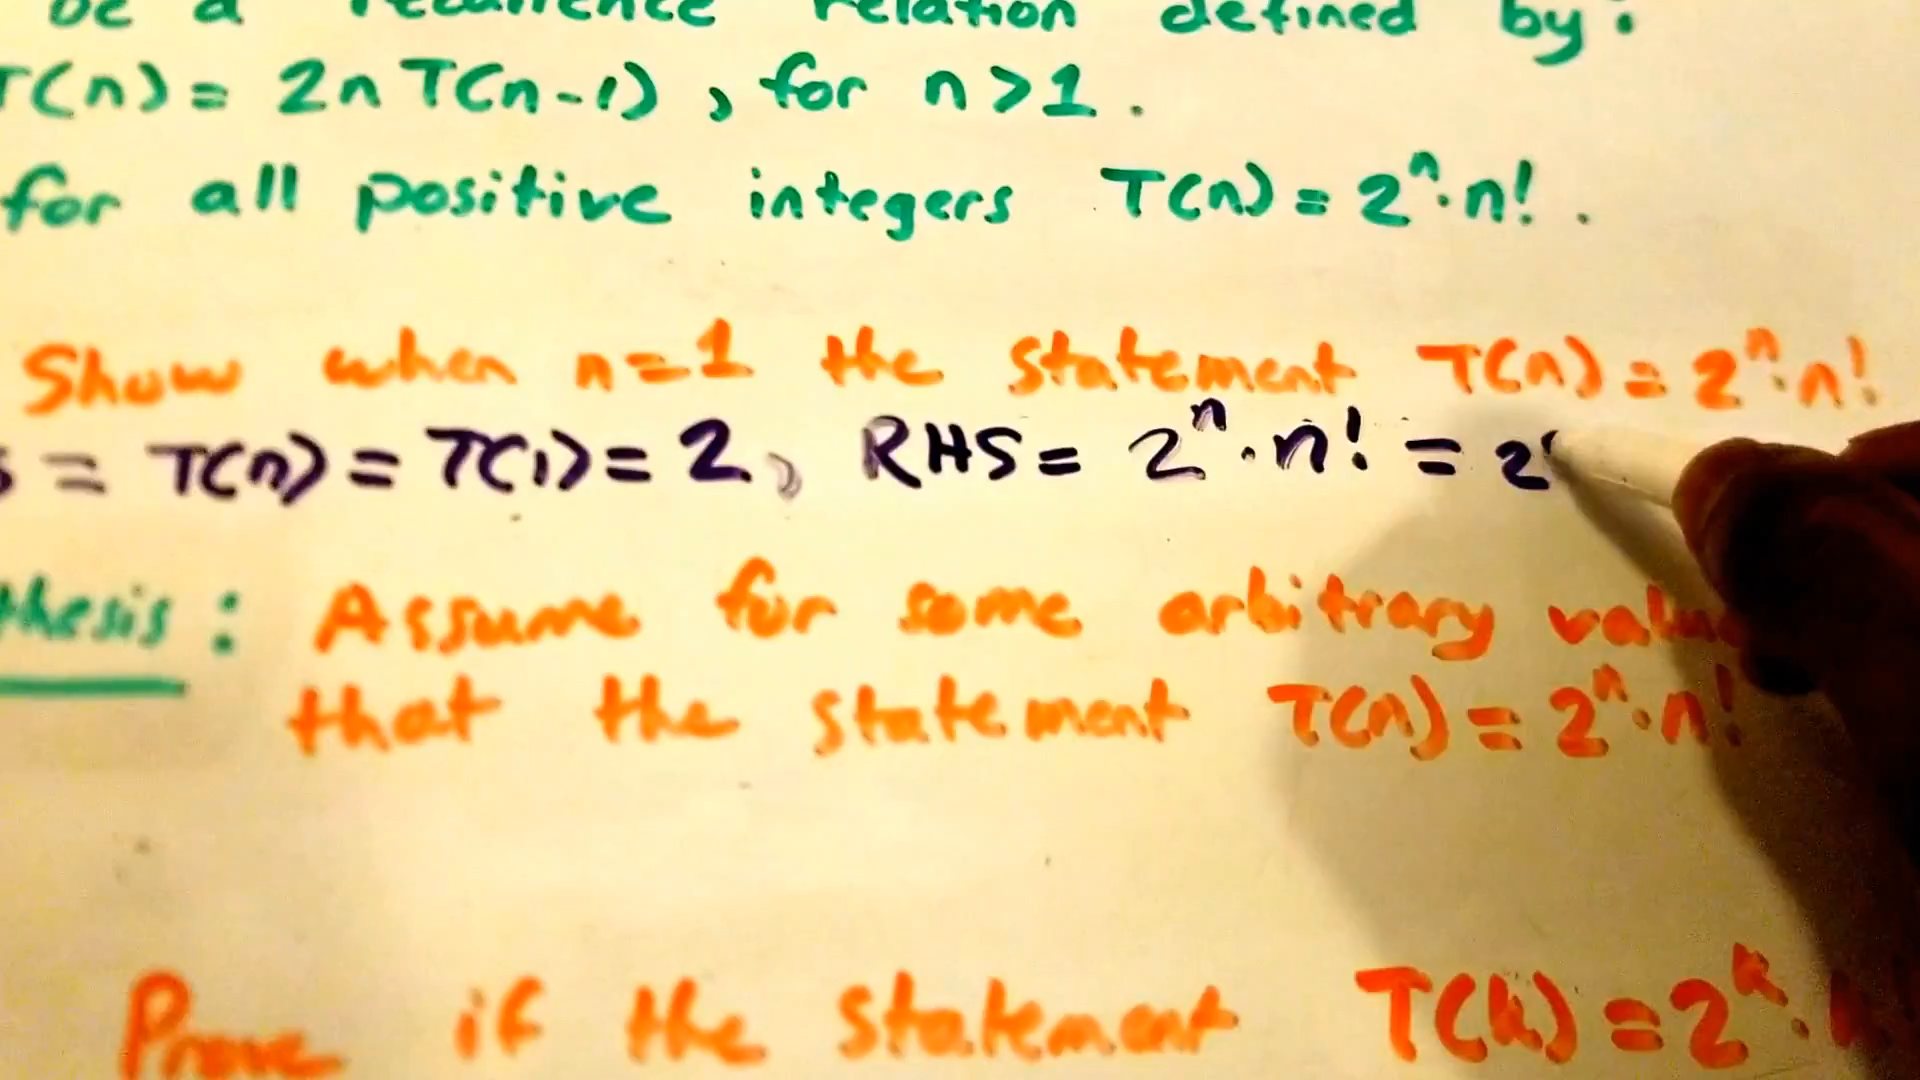 be a recurrence relation defined by:
T(n) = 2n T(n-1) , for n>1 .
for all positive integers T(n) = 2ⁿ·n! .
Show when n=1 the statement T(n) = 2ⁿ·n!
= T(n) = T(1) = 2, RHS = 2ⁿ·n! = 2
thesis: Assume for some arbitrary
that the statement T(n) = 2ⁿ·n!
Prove if the statement T(k) = 2ᵏ·